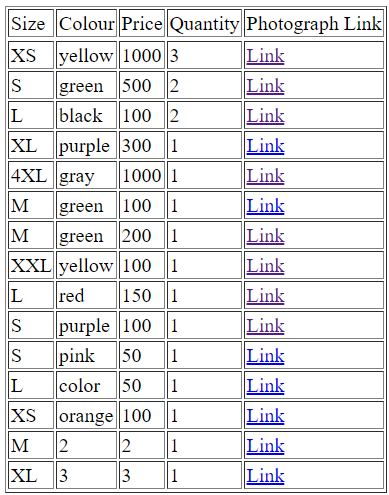 Size Colour Price Quantity Photograph Link
XS yellow 1000 3 Link
S green 500 2 Link
L black 100 2 Link
XL purple 300 1 Link
4XL gray 1000 1 Link
M green 100 1 Link
M green 200 1 Link
XXL yellow 100 1 Link
L red 150 1 Link
S purple 100 1 Link
S pink 50 1 Link
L color 50 1 Link
XS orange 100 1 Link
M 2 2 1 Link
XL 3 3 1 Link